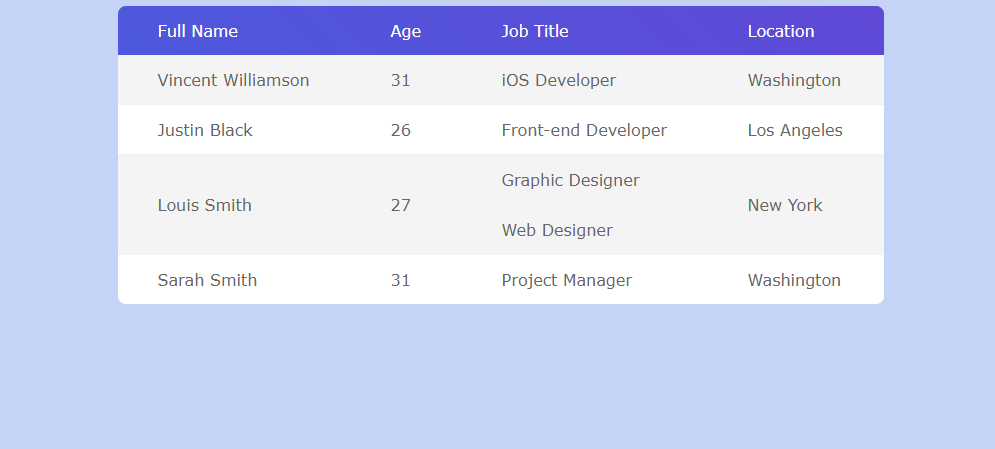 Full Name Age Job Title Location
Vincent Williamson 31 iOS Developer Washington
Justin Black 26 Front-end Developer Los Angeles
Graphic Designer
Louis Smith 27 New York
Web Designer
Sarah Smith 31 Project Manager Washington